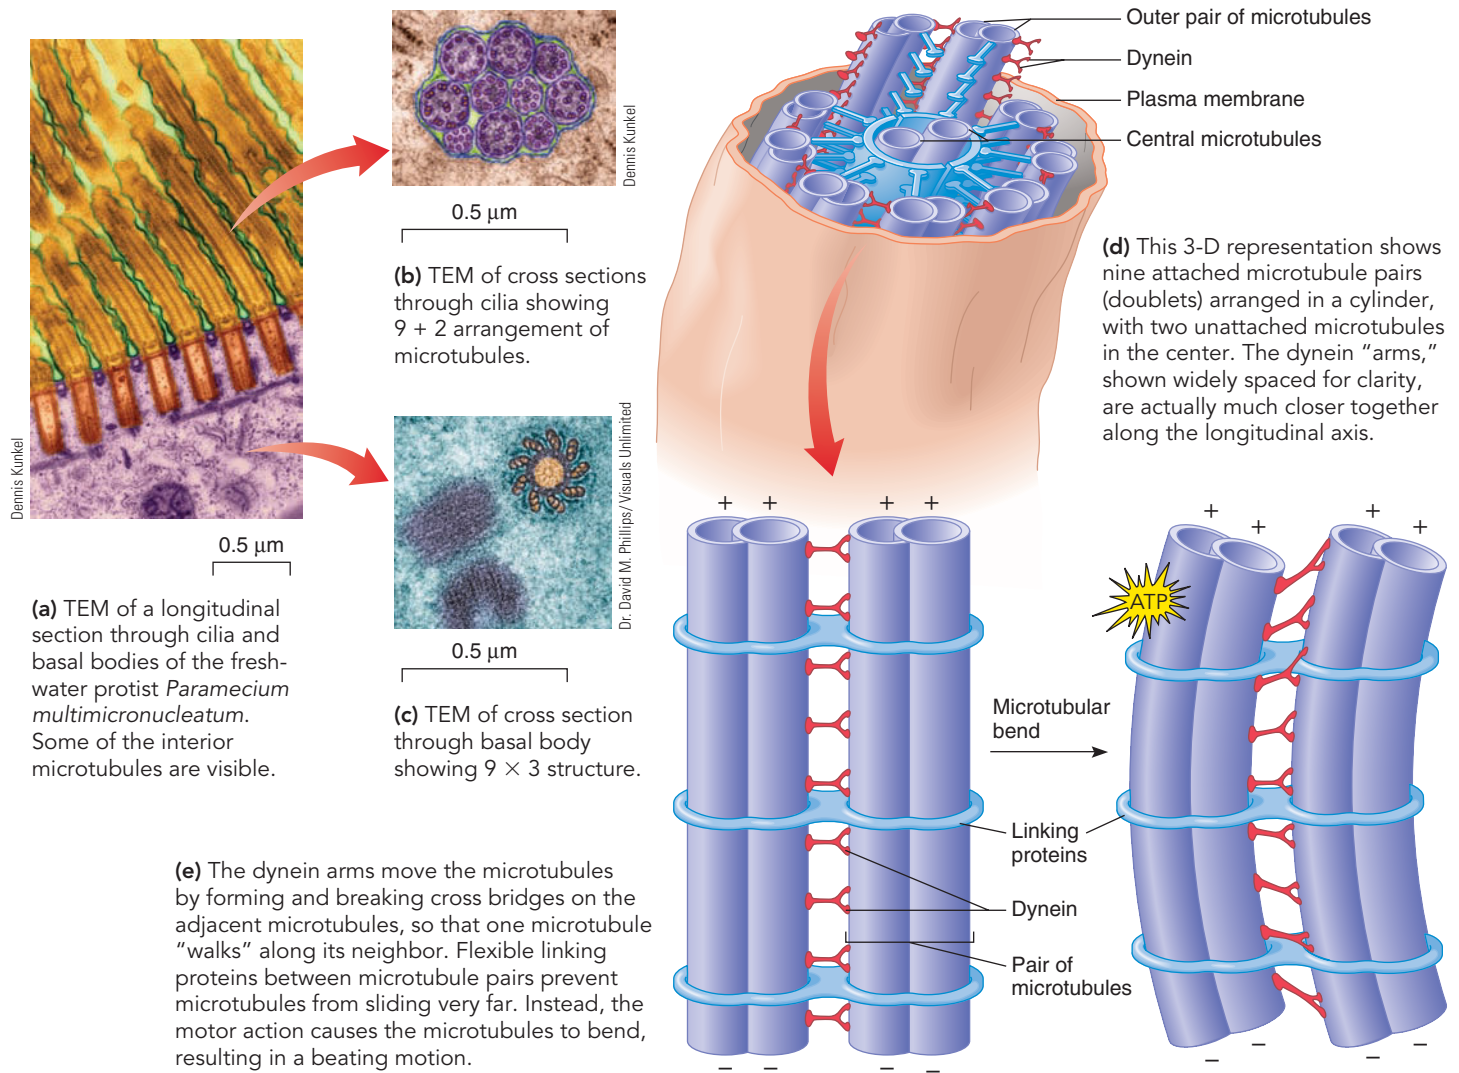 Dennis Kunkel
0.5 μm
(a) TEM of a longitudinal
section through cilia and
basal bodies of the fresh-
water protist Paramecium
multimicronucleatum.
Some of the interior
microtubules are visible.
Dennis Kunkel
0.5 μm
(b) TEM of cross sections
through cilia showing
9 + 2 arrangement of
microtubules.
Dr. David M. Phillips/Visuals Unlimited
0.5 μm
(c) TEM of cross section
through basal body
showing 9 × 3 structure.
Outer pair of microtubules
Dynein
Plasma membrane
Central microtubules
(d) This 3-D representation shows
nine attached microtubule pairs
(doublets) arranged in a cylinder,
with two unattached microtubules
in the center. The dynein “arms,”
shown widely spaced for clarity,
are actually much closer together
along the longitudinal axis.
+ + + +
+ + + +
ATP
Microtubular
bend
Linking
proteins
Dynein
Pair of
microtubules
– – – –
– – – –
(e) The dynein arms move the microtubules
by forming and breaking cross bridges on the
adjacent microtubules, so that one microtubule
“walks” along its neighbor. Flexible linking
proteins between microtubule pairs prevent
microtubules from sliding very far. Instead, the
motor action causes the microtubules to bend,
resulting in a beating motion.